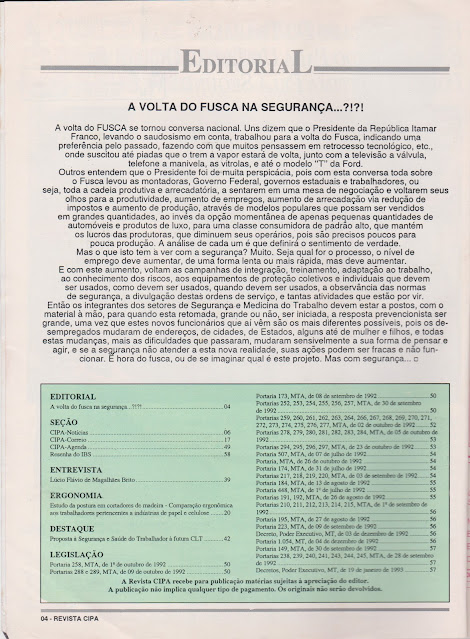 EDITORIAL
A VOLTA DO FUSCA NA SEGURANÇA...?!?!
A volta do FUSCA se tornou conversa nacional. Uns dizem que o Presidente da República Itamar
Franco, levando o saudosismo em conta, trabalhou para a volta do Fusca, indicando uma
preferência pelo passado, fazendo com que muitos pensassem em retrocesso tecnológico, etc.,
onde suscitou até piadas que o trem a vapor estará de volta, junto com a televisão a válvula,
telefone a manivela, as vitrolas, e até o modelo "T" da Ford.
Outros entendem que o Presidente foi de muita perspicácia, pois com esta conversa toda sobre
o Fusca levou as montadoras, Governo Federal, governos estaduais e trabalhadores, ou
seja, toda a cadeia produtiva e arrecadatória, a sentarem em uma mesa de negociação e voltarem seus
olhos para a produtividade, aumento de empregos, aumento de arrecadação via redução de
impostos e aumento de produção, através de modelos populares que possam ser vendidos
em grandes quantidades, ao invés da opção momentânea de apenas pequenas quantidades de
automóveis e produtos de luxo, para uma classe consumidora de padrão alto, que mantém
os lucros das produtoras, que diminuem seus operários, pois são precisos poucos para
pouca produção. A análise de cada um é que definirá o sentimento de verdade.
Mas o que isto tem a ver com a segurança? Muito. Seja qual for o processo, o nível de
emprego deve aumentar, de uma forma lenta ou mais rápida, mas deve aumentar.
E com este aumento, voltam as campanhas de integração, treinamento, adaptação ao trabalho,
ao conhecimento dos riscos, aos equipamentos de proteção coletivos e individuais que devem
ser usados, como devem ser usados, quando devem ser usados, a observância das normas
de segurança, a divulgação destas ordens de serviço, e tantas atividades que estão por vir.
Então os integrantes dos setores de Segurança e Medicina do Trabalho devem estar a postos, com o
material à mão, para quando esta retomada, grande ou não, ser iniciada, a resposta prevencionista ser
grande, uma vez que estes novos funcionários que aí vêm são os mais diferentes possíveis, pois os de-
sempregados mudaram de endereços, de cidades, de Estados, alguns até de mulher e filhos, e todas
estas mudanças, mais as dificuldades que passaram, mudaram sensivelmente a sua forma de pensar e
agir, e se a segurança não atender a esta nova realidade, suas ações podem ser fracas e não fun-
cionar. É hora do fusca, ou de se imaginar qual é este projeto. Mas com segurança... □
EDITORIAL
A volta do fusca na segurança...?!?! 04
SEÇÃO
CIPA-Notícias 06
CIPA-Correio 17
CIPA-Agenda 49
Resenha do IBS 58
ENTREVISTA
Lúcio Flávio de Magalhães Brito 39
ERGONOMIA
Estudo da postura em cortadores de madeira - Comparação ergonômica
aos trabalhadores pertencentes a indústrias de papel e celulose 20
DESTAQUE
Proposta à Segurança e Saúde do Trabalhador à futura CLT 42
LEGISLAÇÃO
Portaria 258, MTA, de 1º de outubro de 1992 50
Portarias 288 e 289, MTA, de 09 de outubro de 1992 50
Portaria 173, MTA, de 08 de setembro de 1992 50
Portarias 252, 253, 254, 255, 256, 257, MTA, de 30 de setembro
de 1992 50
Portarias 259, 260, 261, 262, 263, 264, 266, 267, 268, 269, 270, 271,
272, 273, 274, 275, 276, 277, MTA, de 02 de outubro de 1992 52
Portarias 278, 279, 280, 281, 282, 283, 284, MTA, de 05 de outubro de
1992 53
Portarias 294, 295, 296, 297, MTA, de 23 de outubro de 1992 53
Portaria 507, MTA, de 07 de julho de 1992 54
Portaria, MTA, de 26 de outubro de 1992 54
Portaria 174, MTA, de 31 de julho de 1992 54
Portarias 217, 218, 219, 220, MTA, de 03 de setembro de 1992 54
Portaria 184, MTA, de 13 de agosto de 1992 55
Portaria 468, MTA, de 1º de julho de 1992 55
Portarias 191, 192, MTA, de 26 de agosto de 1992 55
Portarias 210, 211, 212, 213, 214, 215, MTA, de 1º de setembro de
1992 56
Portaria 195, MTA, de 27 de agosto de 1992 56
Portaria 223, MTA, de 09 de setembro de 1992 56
Decreto, Poder Executivo, MT, de 03 de dezembro de 1992 56
Portaria 1.054, MT, de 04 de dezembro de 1992 56
Portaria 149, MTA, de 30 de setembro de 1992 57
Portarias 238, 239, 240, 241, 243, 244, 245, MTA, de 28 de setembro
de 1992 57
Decretos, Poder Executivo, MT, de 19 de janeiro de 1993 57
A Revista CIPA recebe para publicação matérias sujeitas à apreciação do editor.
A publicação não implica qualquer tipo de pagamento. Os originais não serão devolvidos.
04 - REVISTA CIPA